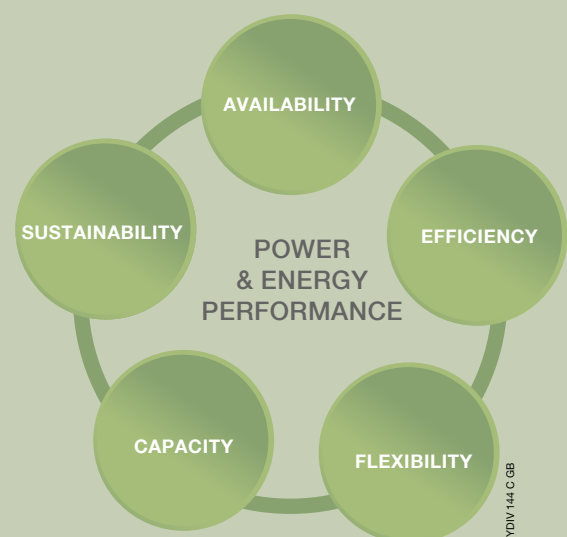 AVAILABILITY
SUSTAINABILITY
EFFICIENCY
POWER
& ENERGY
PERFORMANCE
CAPACITY
FLEXIBILITY
YDIV 144 C GB